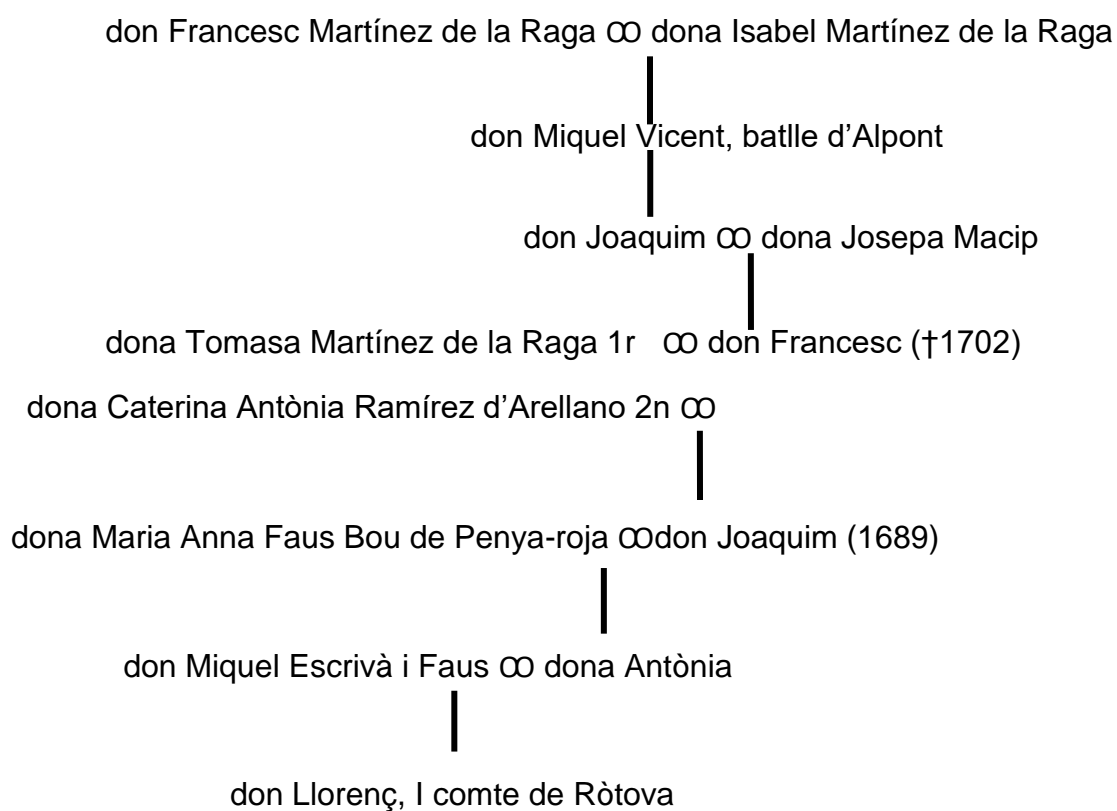 don Francesc Martínez de la Raga ꝏ dona Isabel Martínez de la Raga
don Miquel Vicent, batlle d’Alpont
don Joaquim ꝏ dona Josepa Macip
dona Tomasa Martínez de la Raga 1r ꝏ don Francesc (†1702)
dona Caterina Antònia Ramírez d’Arellano 2n ꝏ
dona Maria Anna Faus Bou de Penya-roja ꝏdon Joaquim (1689)
don Miquel Escrivà i Faus ꝏ dona Antònia
don Llorenç, I comte de Ròtova